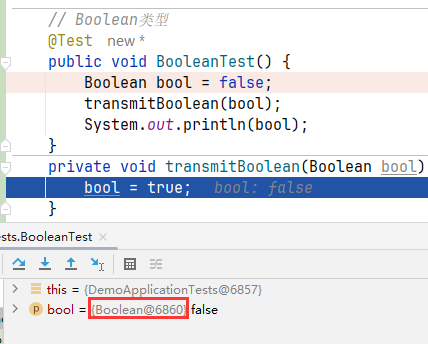 // Boolean类型
@Test new *
public void BooleanTest() {
Boolean bool = false;
transmitBoolean(bool);
System.out.println(bool);
}
private void transmitBoolean(Boolean bool)
bool = true; bool: false
}
ts.BooleanTest ×
this = {DemoApplicationTests@6857}
p bool = {Boolean@6860} false